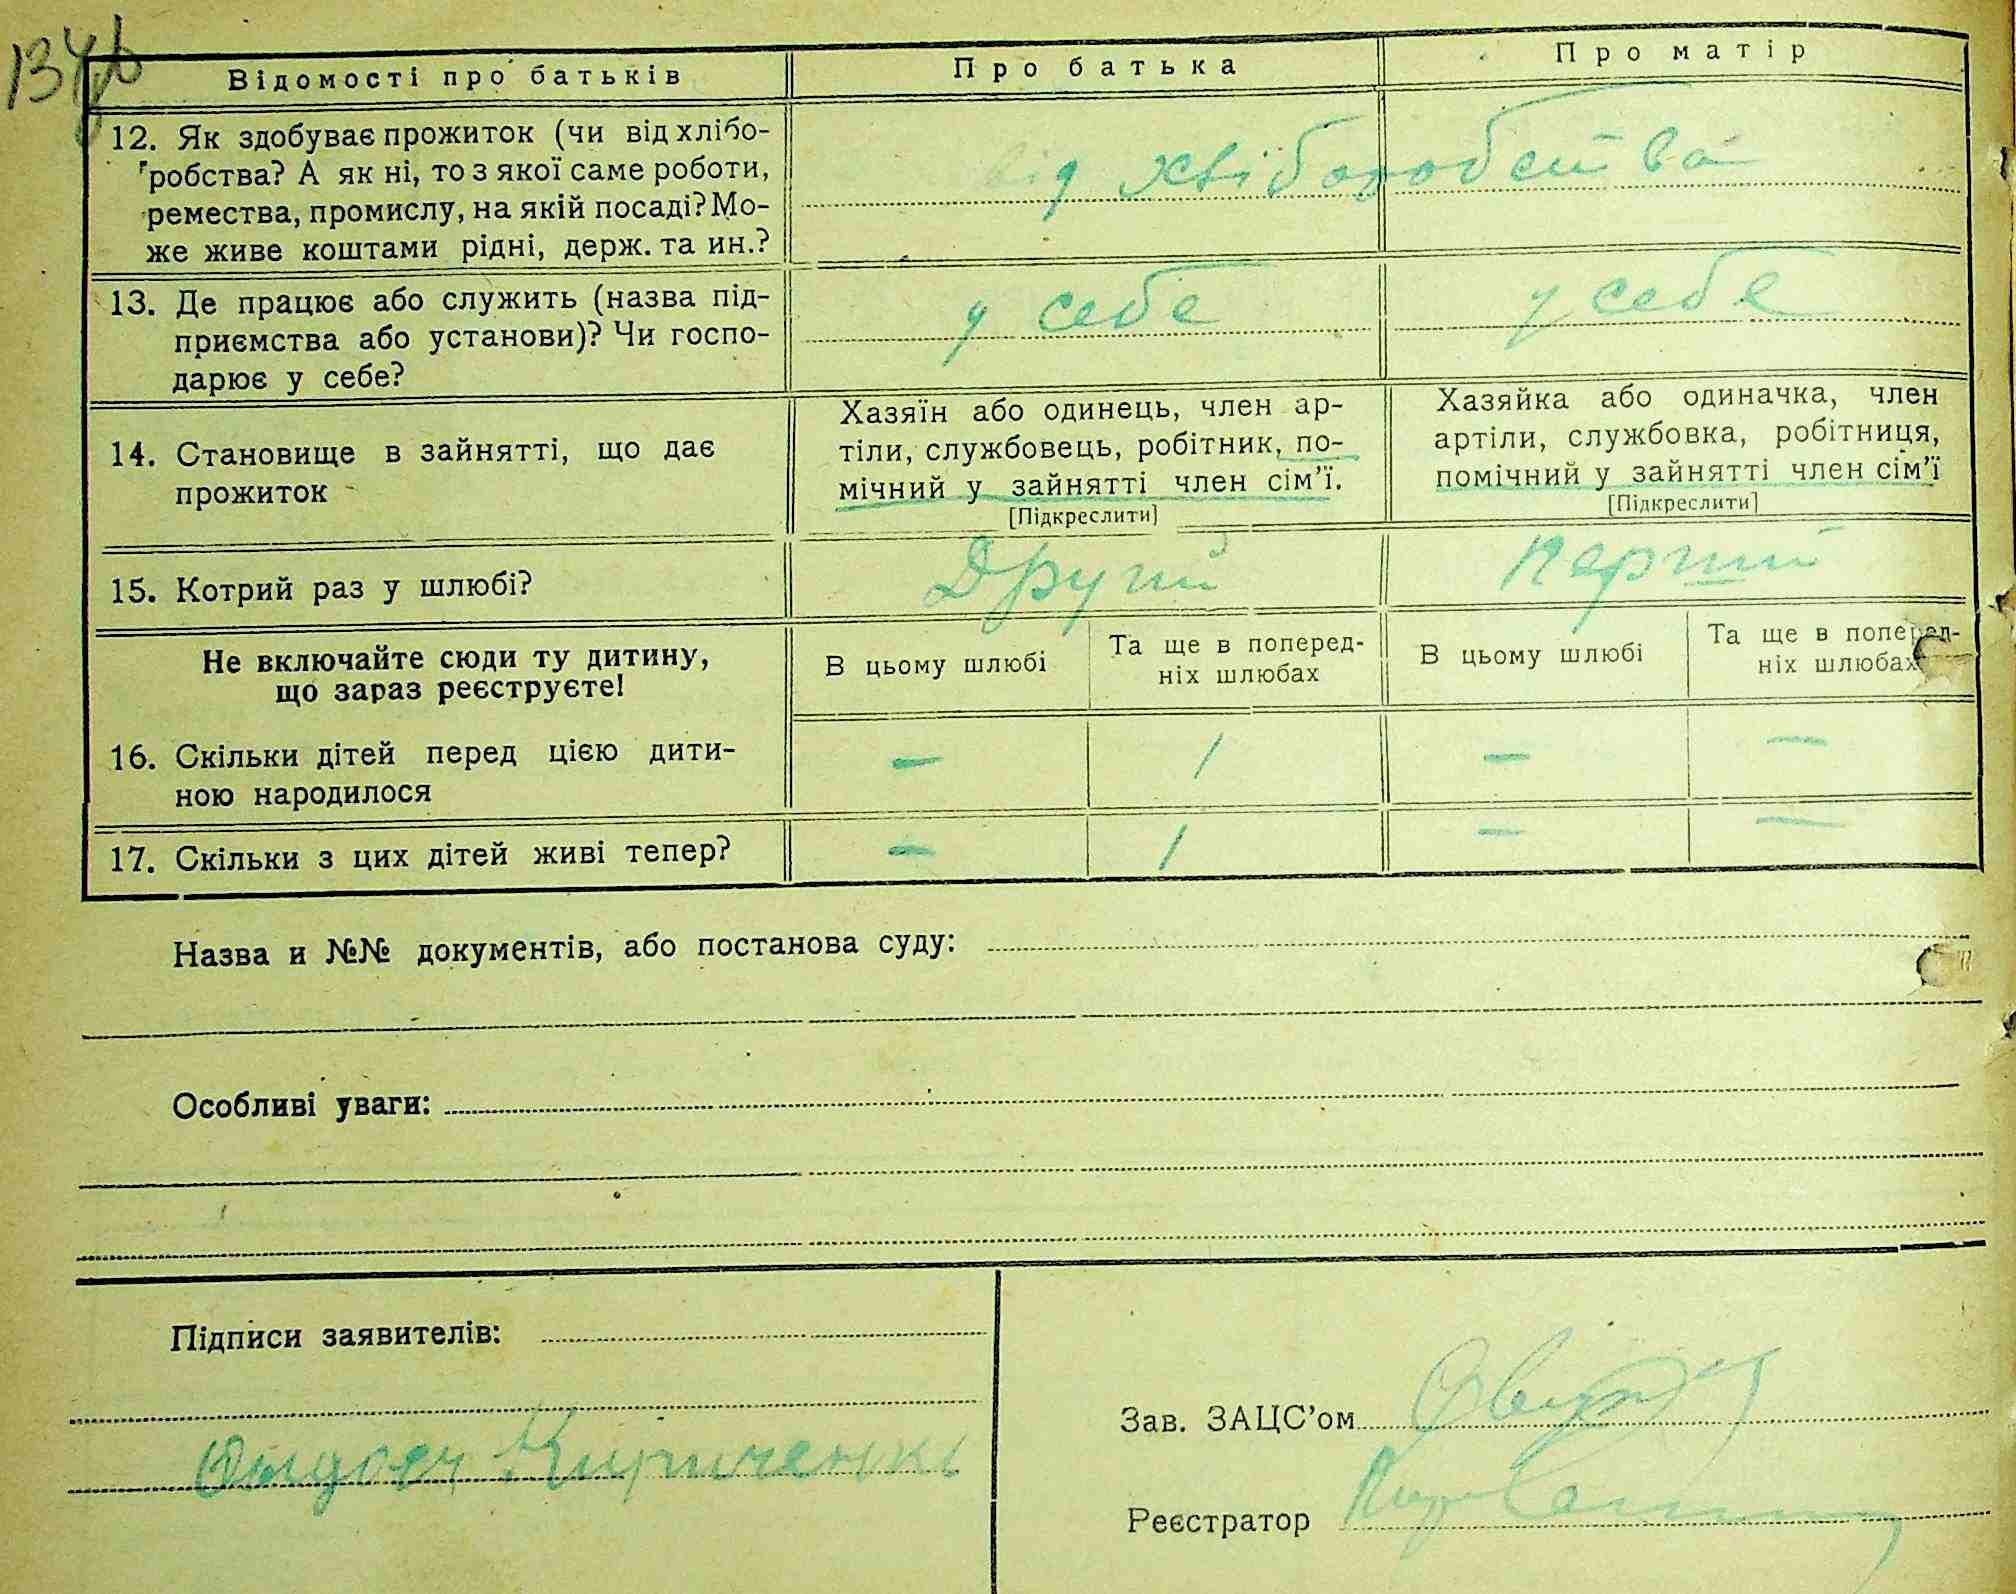 Відомості про батьків
Про батька
Про матір
12. Як здобуває прожиток (чи від хлібо-
робства? А як ні, то з якої саме роботи,
ремества, промислу, на якій посаді? Мо-
же живе коштами рідні, держ. та ин.?
від хліборобства
13. Де працює або служить (назва під-
приємства або установи)? Чи госпо-
дарює у себе?
у себе
у себе
14. Становище в зайнятті, що дає
прожиток
Хазяїн або одинець, член ар-
тіли, службовець, робітник, по-
мічний у зайнятті член сім'ї.
[Підкреслити]
Хазяйка або одиначка, член
артіли, службовка, робітниця,
помічний у зайнятті член сім'ї
[Підкреслити]
15. Котрий раз у шлюбі?
Другий
Перший
Не включайте сюди ту дитину,
що зараз реєструєте!
В цьому шлюбі
Та ще в поперед-
ніх шлюбах
В цьому шлюбі
Та ще в поперед-
ніх шлюбах
16. Скільки дітей перед цією дити-
ною народилося
— 1 — —
17. Скільки з цих дітей живі тепер?
— 1 — —
Назва и №№ документів, або постанова суду:
Особливі уваги:
Підписи заявителів:
Кириченко
Зав. ЗАЦС'ом
Реєстратор